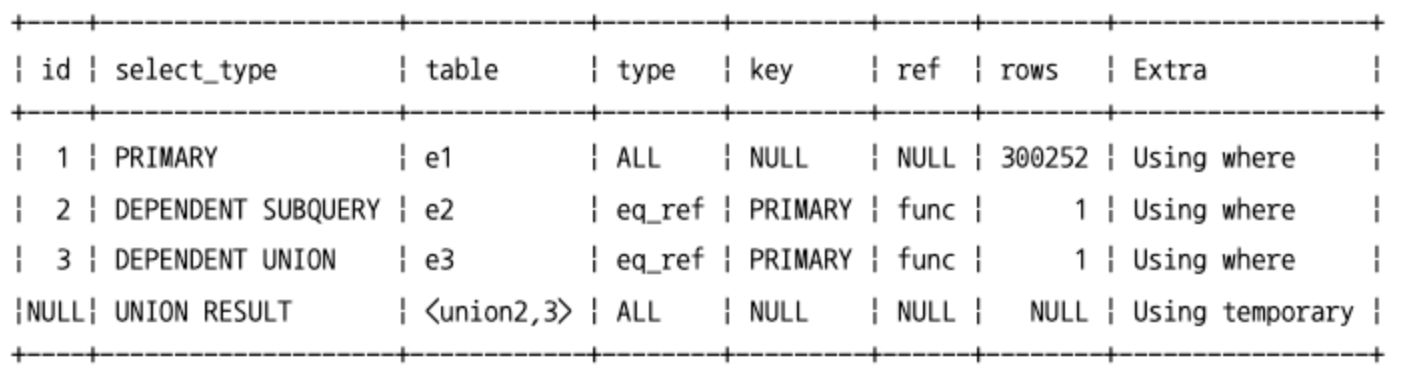 +----+--------------------+------------+--------+---------+------+--------+-----------------+
¦ id ¦ select_type        ¦ table      ¦ type   ¦ key     ¦ ref  ¦ rows   ¦ Extra           ¦
+----+--------------------+------------+--------+---------+------+--------+-----------------+
¦  1 ¦ PRIMARY            ¦ e1         ¦ ALL    ¦ NULL    ¦ NULL ¦ 300252 ¦ Using where     ¦
¦  2 ¦ DEPENDENT SUBQUERY ¦ e2         ¦ eq_ref ¦ PRIMARY ¦ func ¦      1 ¦ Using where     ¦
¦  3 ¦ DEPENDENT UNION    ¦ e3         ¦ eq_ref ¦ PRIMARY ¦ func ¦      1 ¦ Using where     ¦
¦NULL¦ UNION RESULT       ¦ <union2,3> ¦ ALL    ¦ NULL    ¦ NULL ¦   NULL ¦ Using temporary ¦
+----+--------------------+------------+--------+---------+------+--------+-----------------+